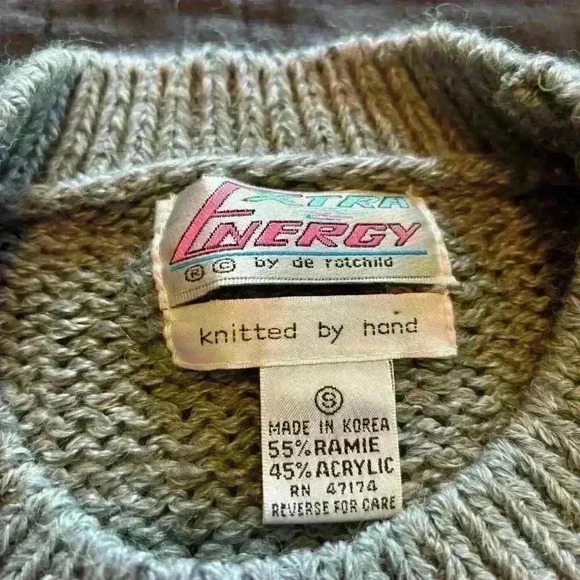 XTRA
ENERGY
® © by de rotchild
knitted by hand
S
MADE IN KOREA
55% RAMIE
45% ACRYLIC
RN 47174
REVERSE FOR CARE